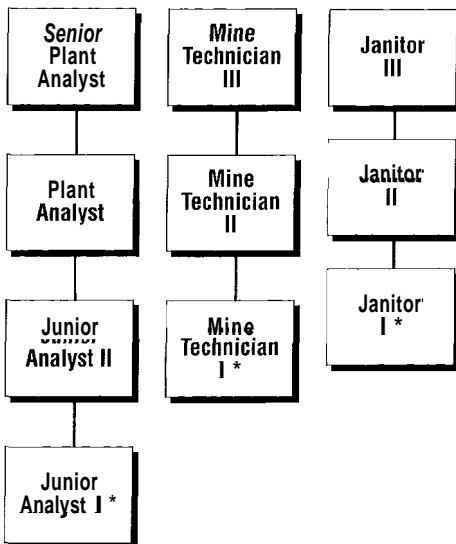 Senior
Plant
Analyst
Plant
Analyst
Junior
Analyst II
Junior
Analyst I *
Mine
Technician
III
Mine
Technician
II
Mine
Technician
I *
Janitor
III
Janitor
II
Janitor
I *